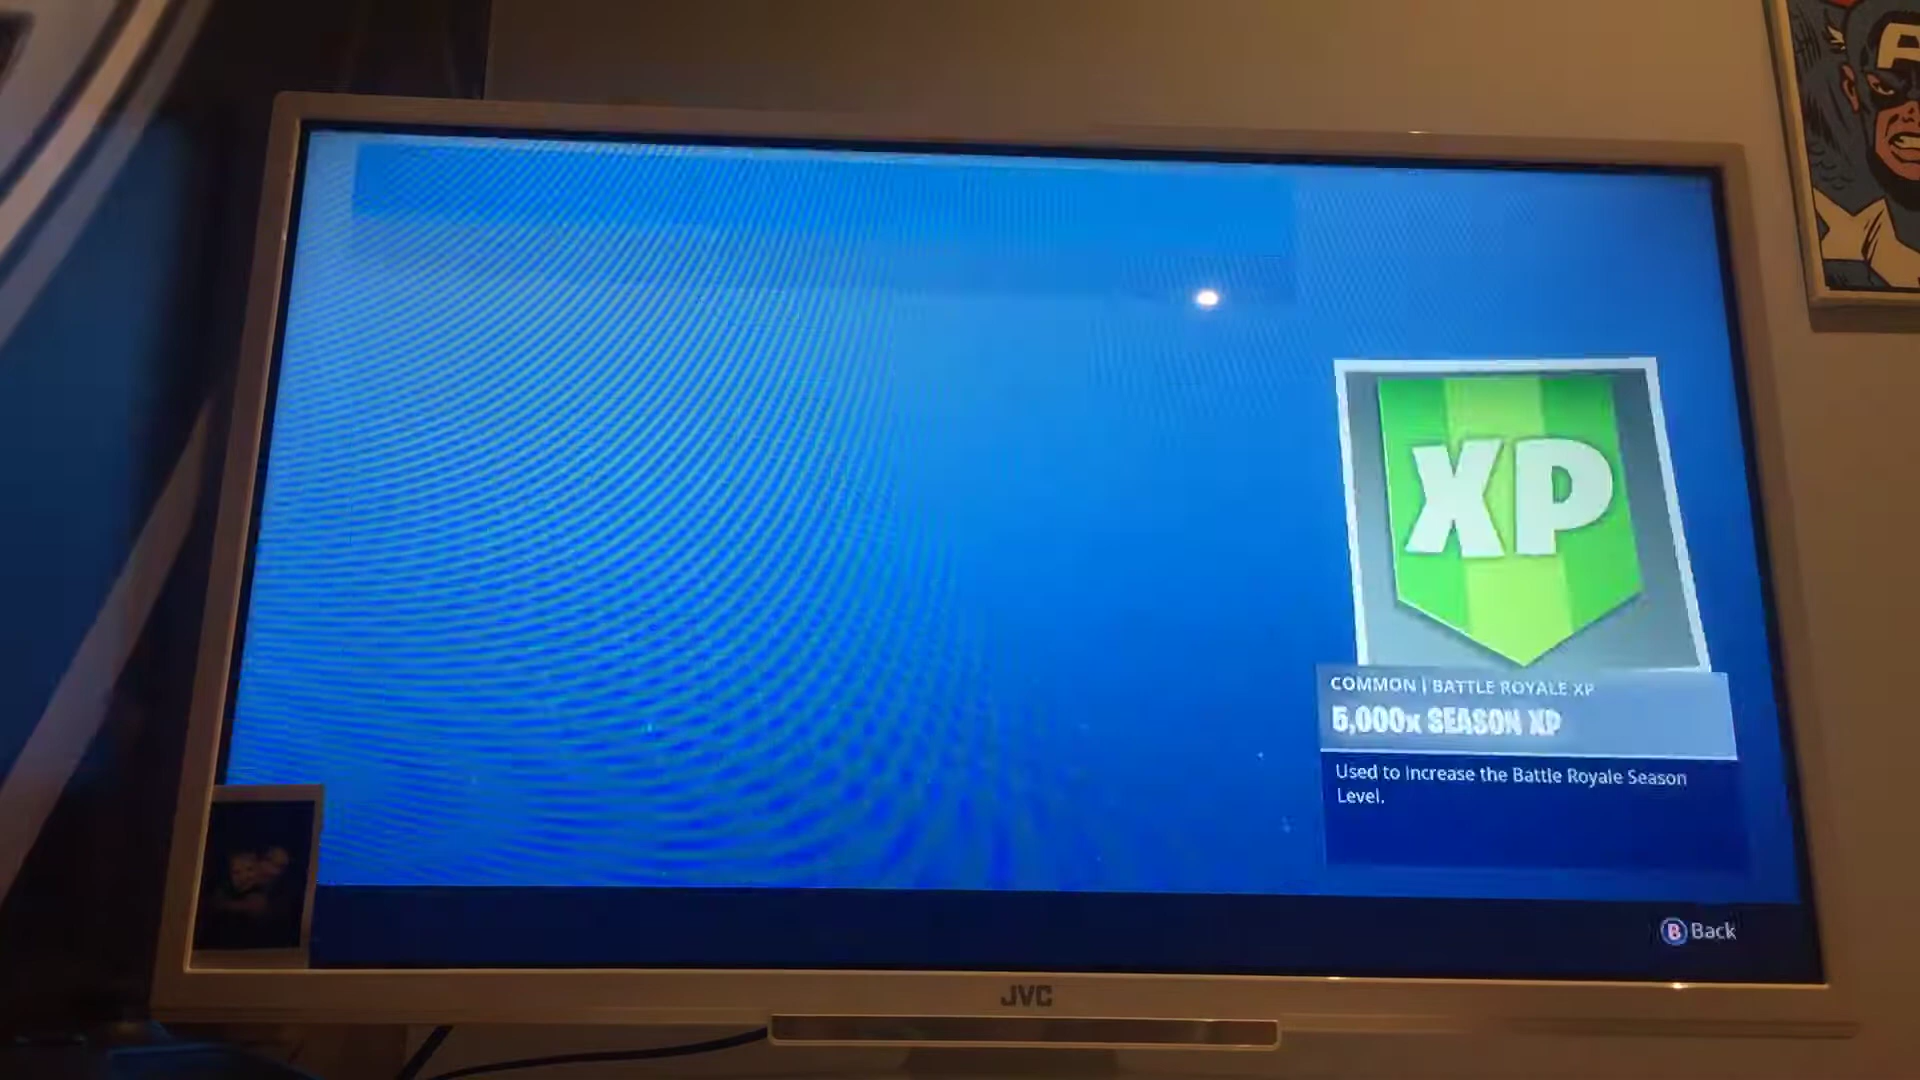 XP
COMMON | BATTLE ROYALE XP
5,000x SEASON XP
Used to increase the Battle Royale Season
Level.
B Back
JVC
A